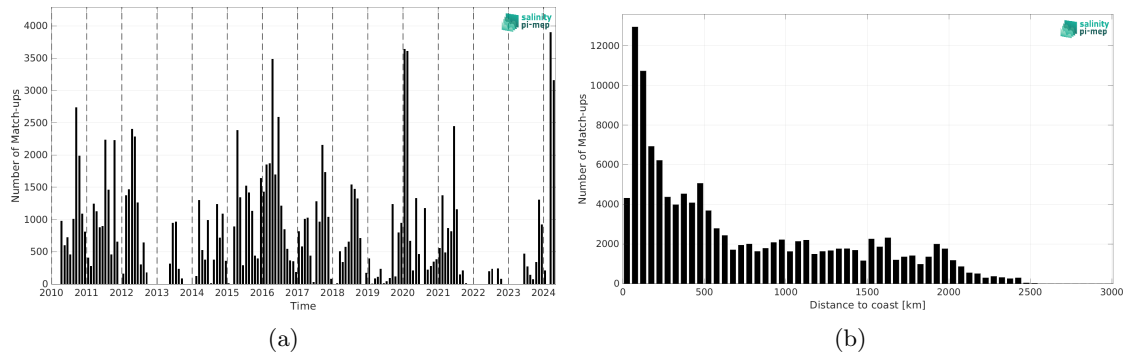 salinity
pi-mep
4000
3500
3000
2500
2000
1500
1000
500
0
Number of Match-ups
2010 2011 2012 2013 2014 2015 2016 2017 2018 2019 2020 2021 2022 2023 2024
Time
(a)
salinity
pi-mep
12000
10000
8000
6000
4000
2000
0
Number of Match-ups
0 500 1000 1500 2000 2500 3000
Distance to coast [km]
(b)